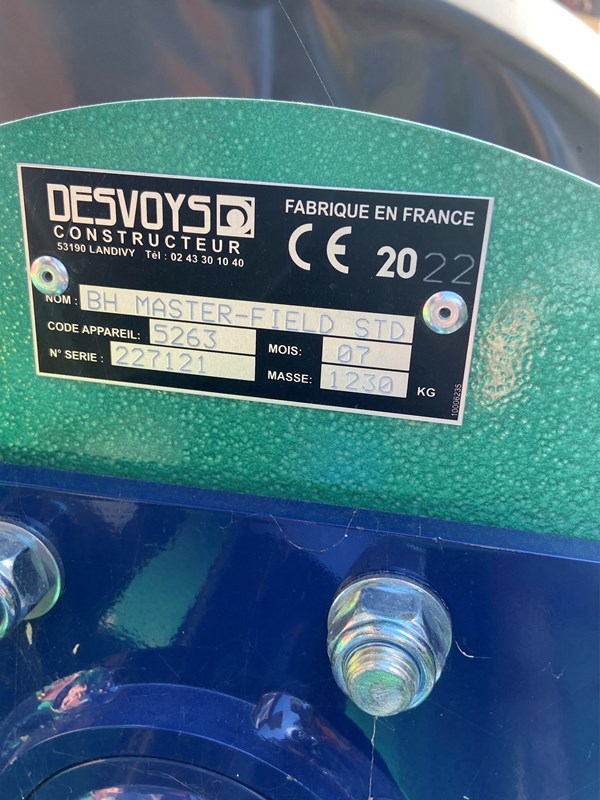 DESVOYS
CONSTRUCTEUR
53190 LANDIVY Tél : 02 43 30 10 40
FABRIQUE EN FRANCE
CE 2022
NOM : BH MASTER-FIELD STD
CODE APPAREIL: 5263 MOIS: 07
N° SERIE : 227121 MASSE: 1230 KG
10006235